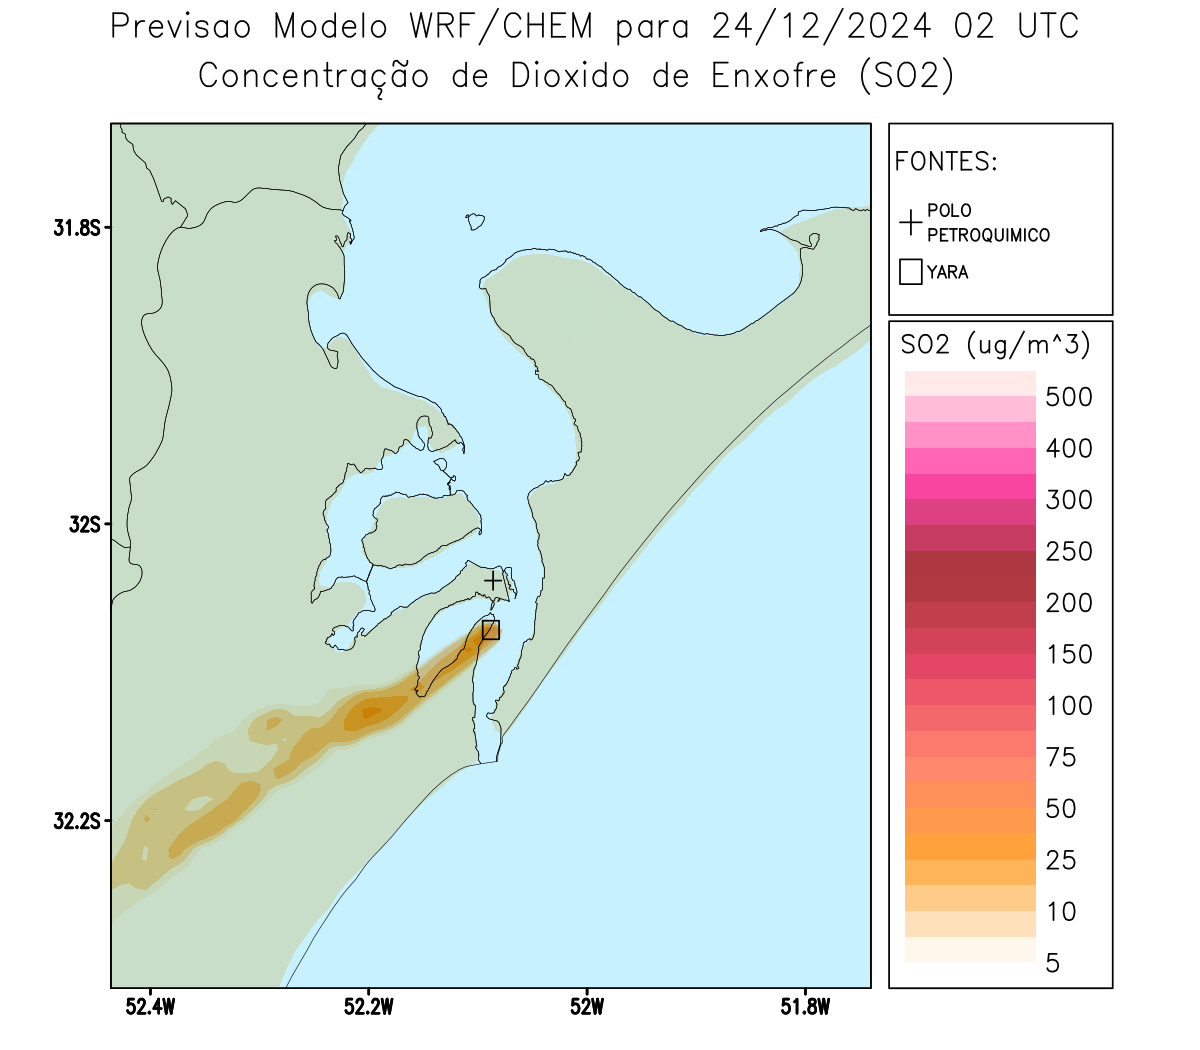 Previsao Modelo WRF/CHEM para 24/12/2024 02 UTC
Concentração de Dioxido de Enxofre (SO2)
FONTES:
POLO
PETROQUIMICO
YARA
SO2 (ug/m^3)
500
400
300
250
200
150
100
75
50
25
10
5
31.8S
32S
32.2S
52.4W
52.2W
52W
51.8W